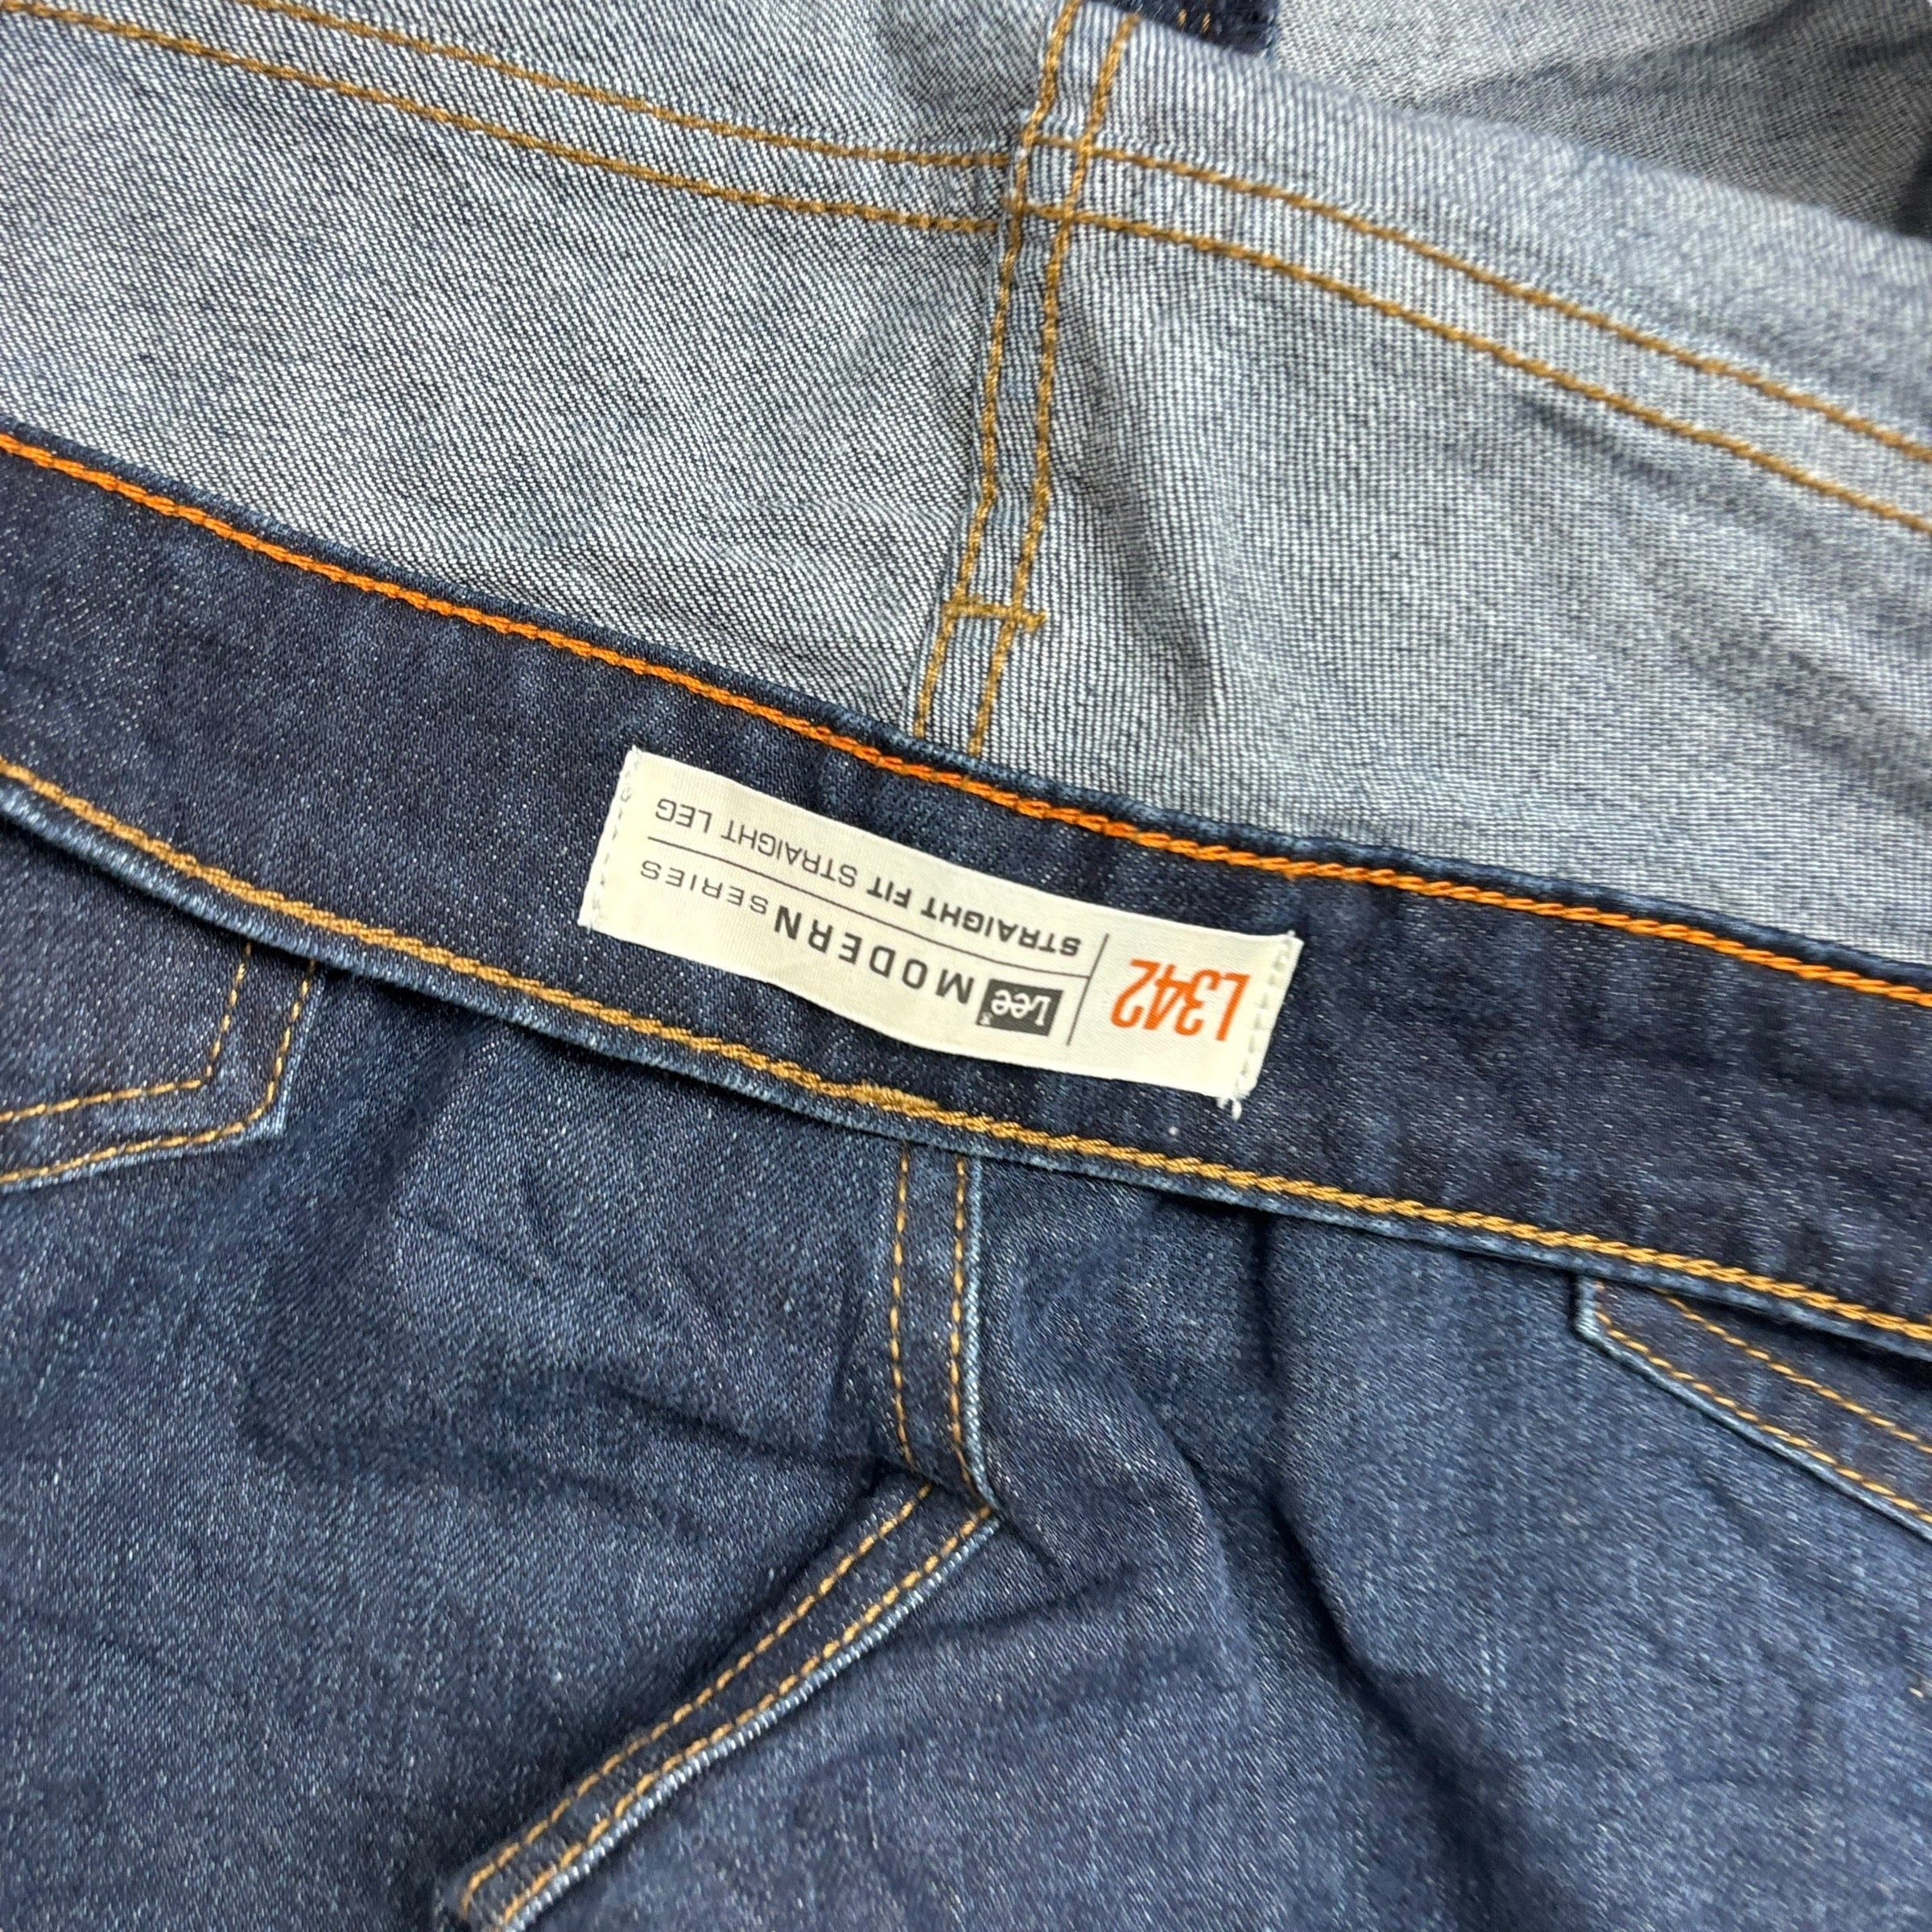 L342
Lee MODERN SERIES
STRAIGHT FIT STRAIGHT LEG